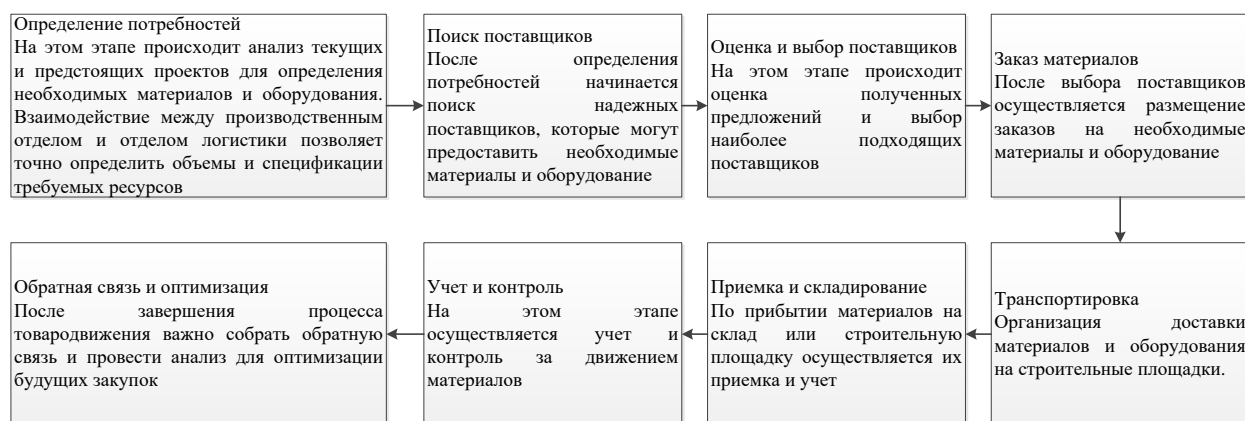 Определение потребностей
На этом этапе происходит анализ текущих
и предстоящих проектов для определения
необходимых материалов и оборудования.
Взаимодействие между производственным
отделом и отделом логистики позволяет
точно определить объемы и спецификации
требуемых ресурсов
Поиск поставщиков
После определения
потребностей начинается
поиск надежных
поставщиков, которые могут
предоставить необходимые
материалы и оборудование
Оценка и выбор поставщиков
На этом этапе происходит
оценка полученных
предложений и выбор
наиболее подходящих
поставщиков
Заказ материалов
После выбора поставщиков
осуществляется размещение
заказов на необходимые
материалы и оборудование
Транспортировка
Организация доставки
материалов и оборудования
на строительные площадки.
Приемка и складирование
По прибытии материалов на
склад или строительную
площадку осуществляется их
приемка и учет
Учет и контроль
На этом этапе
осуществляется учет и
контроль за движением
материалов
Обратная связь и оптимизация
После завершения процесса
товародвижения важно собрать обратную
связь и провести анализ для оптимизации
будущих закупок